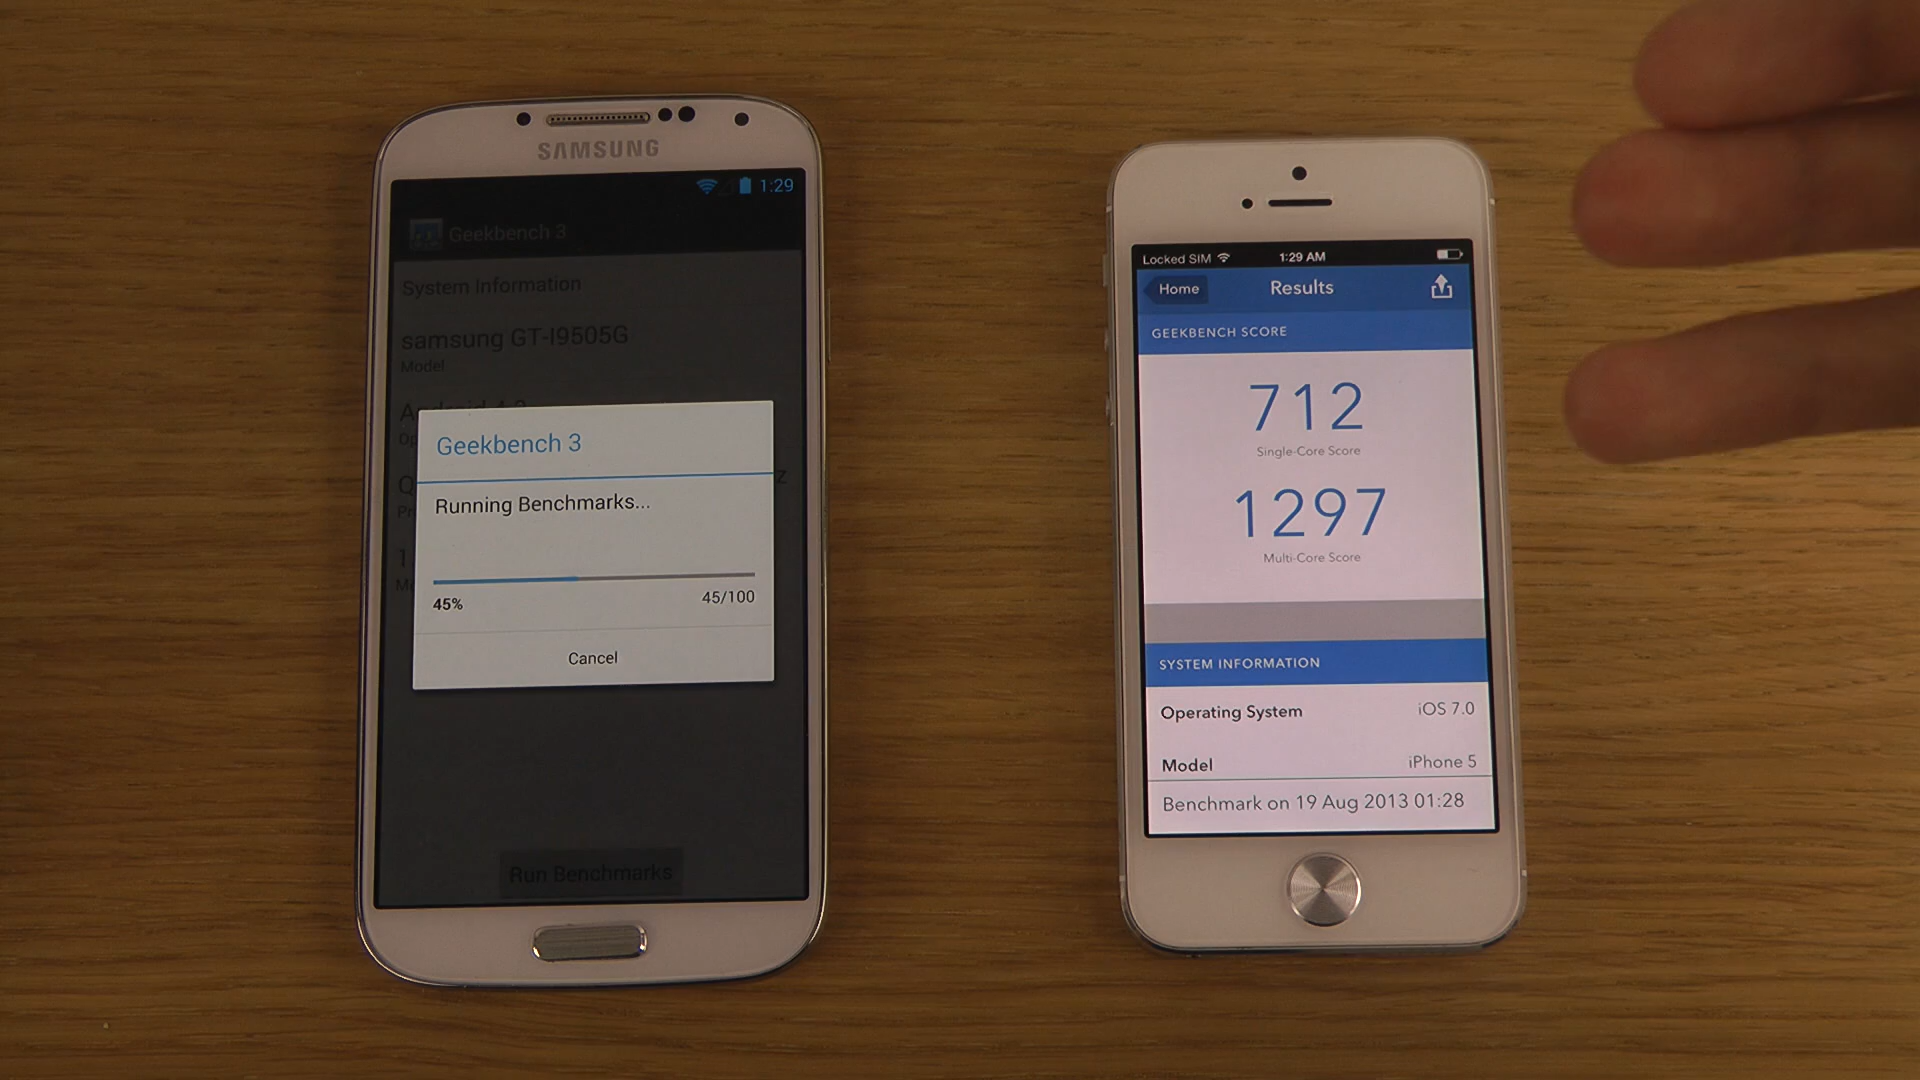 SAMSUNG
1:29
Geekbench 3
System Information
samsung GT-I9505G
Model
Geekbench 3
Running Benchmarks...
45%
45/100
Cancel
Run Benchmarks
Locked SIM
1:29 AM
Home
Results
GEEKBENCH SCORE
712
Single-Core Score
1297
Multi-Core Score
SYSTEM INFORMATION
Operating System
iOS 7.0
Model
iPhone 5
Benchmark on 19 Aug 2013 01:28